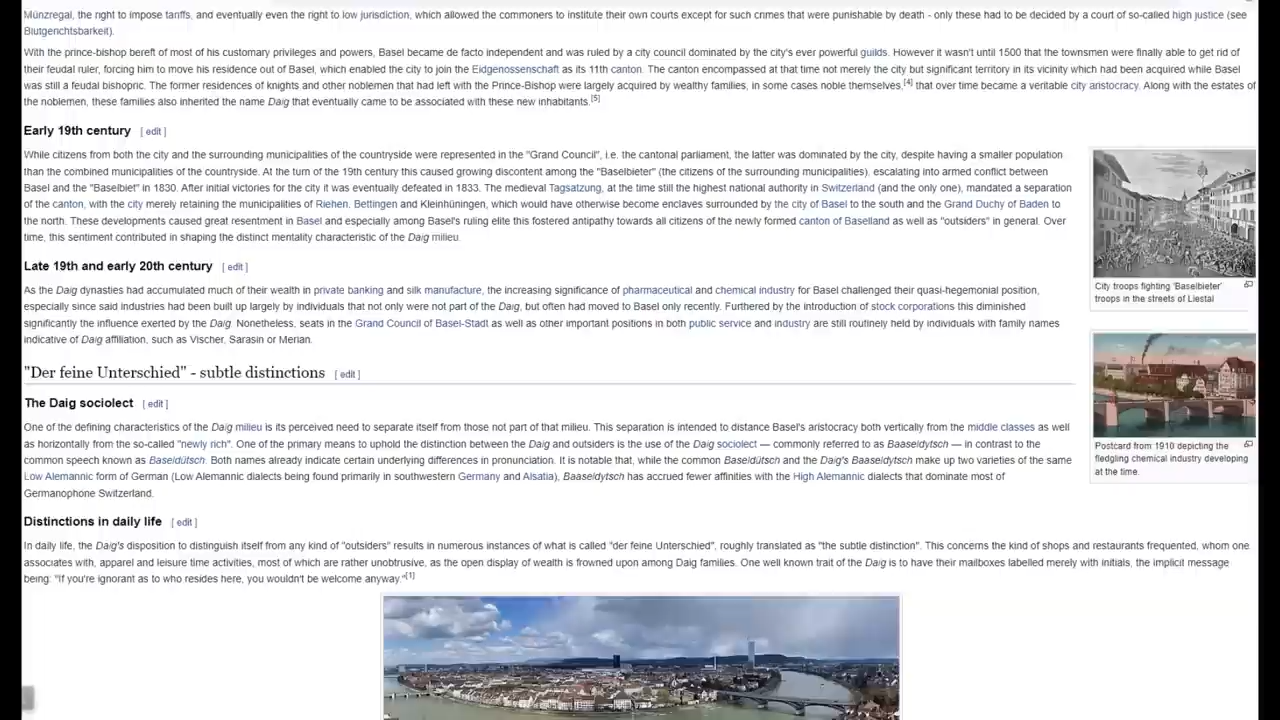 Münzregal, the right to impose tariffs, and eventually even the right to low jurisdiction, which allowed the commoners to institute their own courts except for such crimes that were punishable by death - only these had to be decided by a court of so-called high justice (see
Blutgerichtsbarkeit).
With the prince-bishop bereft of most of his customary privileges and powers, Basel became de facto independent and was ruled by a city council dominated by the city's ever powerful guilds. However it wasn't until 1500 that the townsmen were finally able to get rid of
their feudal ruler, forcing him to move his residence out of Basel, which enabled the city to join the Eidgenossenschaft as its 11th canton. The canton encompassed at that time not merely the city but significant territory in its vicinity which had been acquired while Basel
was still a feudal bishopric. The former residences of knights and other noblemen that had left with the Prince-Bishop were largely acquired by wealthy families, in some cases noble themselves,[4] that over time became a veritable city aristocracy. Along with the estates of
the noblemen, these families also inherited the name Daig that eventually came to be associated with these new inhabitants.[5]
Early 19th century [ edit ]
While citizens from both the city and the surrounding municipalities of the countryside were represented in the "Grand Council", i.e. the cantonal parliament, the latter was dominated by the city, despite having a smaller population
than the combined municipalities of the countryside. At the turn of the 19th century this caused growing discontent among the "Baselbieter" (the citizens of the surrounding municipalities), escalating into armed conflict between
Basel and the "Baselbiet" in 1830. After initial victories for the city it was eventually defeated in 1833. The medieval Tagsatzung, at the time still the highest national authority in Switzerland (and the only one), mandated a separation
of the canton, with the city merely retaining the municipalities of Riehen, Bettingen and Kleinhüningen, which would have otherwise become enclaves surrounded by the city of Basel to the south and the Grand Duchy of Baden to
the north. These developments caused great resentment in Basel and especially among Basel's ruling elite this fostered antipathy towards all citizens of the newly formed canton of Baselland as well as "outsiders" in general. Over
time, this sentiment contributed in shaping the distinct mentality characteristic of the Daig milieu.
City troops fighting 'Baselbieter'
troops in the streets of Liestal
Late 19th and early 20th century [ edit ]
As the Daig dynasties had accumulated much of their wealth in private banking and silk manufacture, the increasing significance of pharmaceutical and chemical industry for Basel challenged their quasi-hegemonial position,
especially since said industries had been built up largely by individuals that not only were not part of the Daig, but often had moved to Basel only recently. Furthered by the introduction of stock corporations this diminished
significantly the influence exerted by the Daig. Nonetheless, seats in the Grand Council of Basel-Stadt as well as other important positions in both public service and industry are still routinely held by individuals with family names
indicative of Daig affiliation, such as Vischer, Sarasin or Merian.
Postcard from 1910 depicting the
fledgling chemical industry developing
at the time.
"Der feine Unterschied" - subtle distinctions [ edit ]
The Daig sociolect [ edit ]
One of the defining characteristics of the Daig milieu is its perceived need to separate itself from those not part of that milieu. This separation is intended to distance Basel's aristocracy both vertically from the middle classes as well
as horizontally from the so-called "newly rich". One of the primary means to uphold the distinction between the Daig and outsiders is the use of the Daig sociolect — commonly referred to as Baaseidytsch — in contrast to the
common speech known as Baseldütsch. Both names already indicate certain underlying differences in pronunciation. It is notable that, while the common Baseldütsch and the Daig's Baaseldytsch make up two varieties of the same
Low Alemannic form of German (Low Alemannic dialects being found primarily in southwestern Germany and Alsatia), Baaseldytsch has accrued fewer affinities with the High Alemannic dialects that dominate most of
Germanophone Switzerland.
Distinctions in daily life [ edit ]
In daily life, the Daig's disposition to distinguish itself from any kind of "outsiders" results in numerous instances of what is called "der feine Unterschied", roughly translated as "the subtle distinction". This concerns the kind of shops and restaurants frequented, whom one
associates with, apparel and leisure time activities, most of which are rather unobtrusive, as the open display of wealth is frowned upon among Daig families. One well known trait of the Daig is to have their mailboxes labelled merely with initials, the implicit message
being: "If you're ignorant as to who resides here, you wouldn't be welcome anyway."[1]